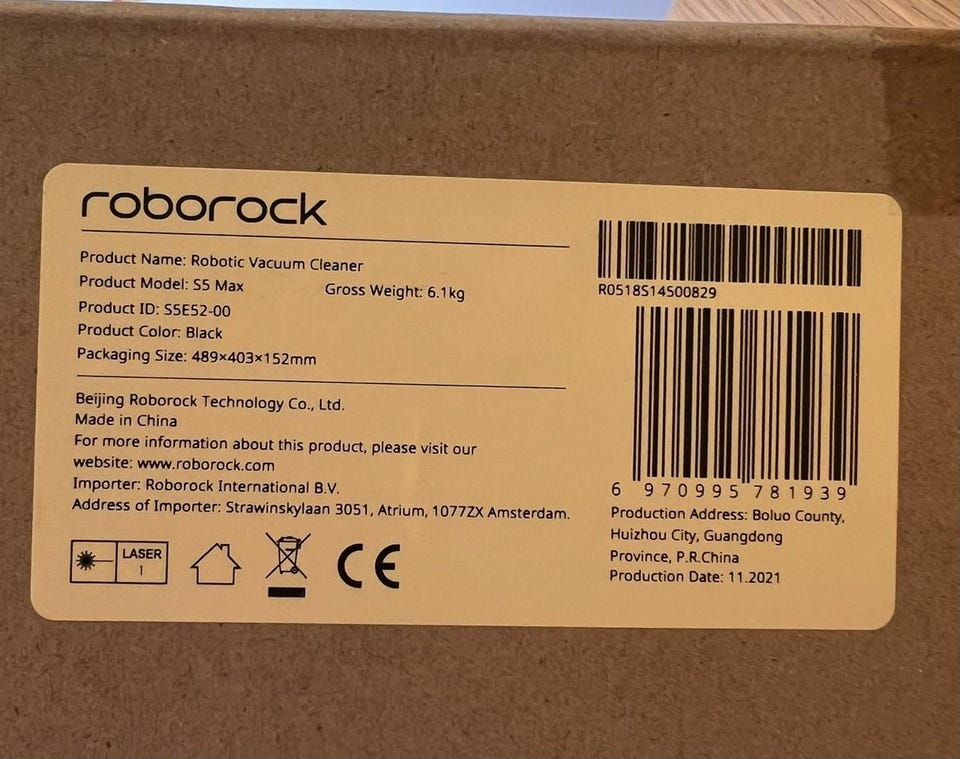 roborock
Product Name: Robotic Vacuum Cleaner
Product Model: S5 Max Gross Weight: 6.1kg
Product ID: S5E52-00
Product Color: Black
Packaging Size: 489×403×152mm
Beijing Roborock Technology Co., Ltd.
Made in China
For more information about this product, please visit our
website: www.roborock.com
Importer: Roborock International B.V.
Address of Importer: Strawinskylaan 3051, Atrium, 1077ZX Amsterdam.
LASER
1
CE
R0518S14500829
6 970995 781939
Production Address: Boluo County,
Huizhou City, Guangdong
Province, P.R.China
Production Date: 11.2021